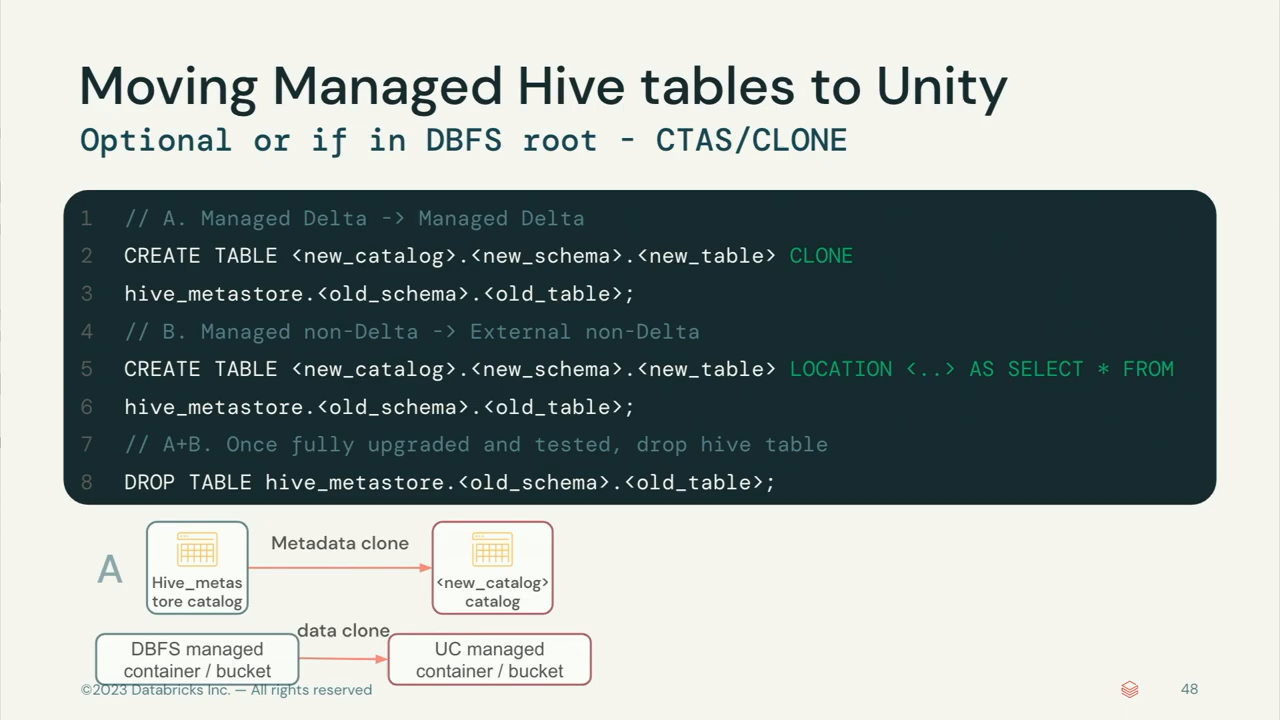 Moving Managed Hive tables to Unity
Optional or if in DBFS root - CTAS/CLONE
1 // A. Managed Delta -> Managed Delta
2 CREATE TABLE <new_catalog>.<new_schema>.<new_table> CLONE
3 hive_metastore.<old_schema>.<old_table>;
4 // B. Managed non-Delta -> External non-Delta
5 CREATE TABLE <new_catalog>.<new_schema>.<new_table> LOCATION <..> AS SELECT * FROM
6 hive_metastore.<old_schema>.<old_table>;
7 // A+B. Once fully upgraded and tested, drop hive table
8 DROP TABLE hive_metastore.<old_schema>.<old_table>;
A
Hive_metas
tore catalog
Metadata clone
<new_catalog>
catalog
DBFS managed
container / bucket
data clone
UC managed
container / bucket
©2023 Databricks Inc. — All rights reserved
48